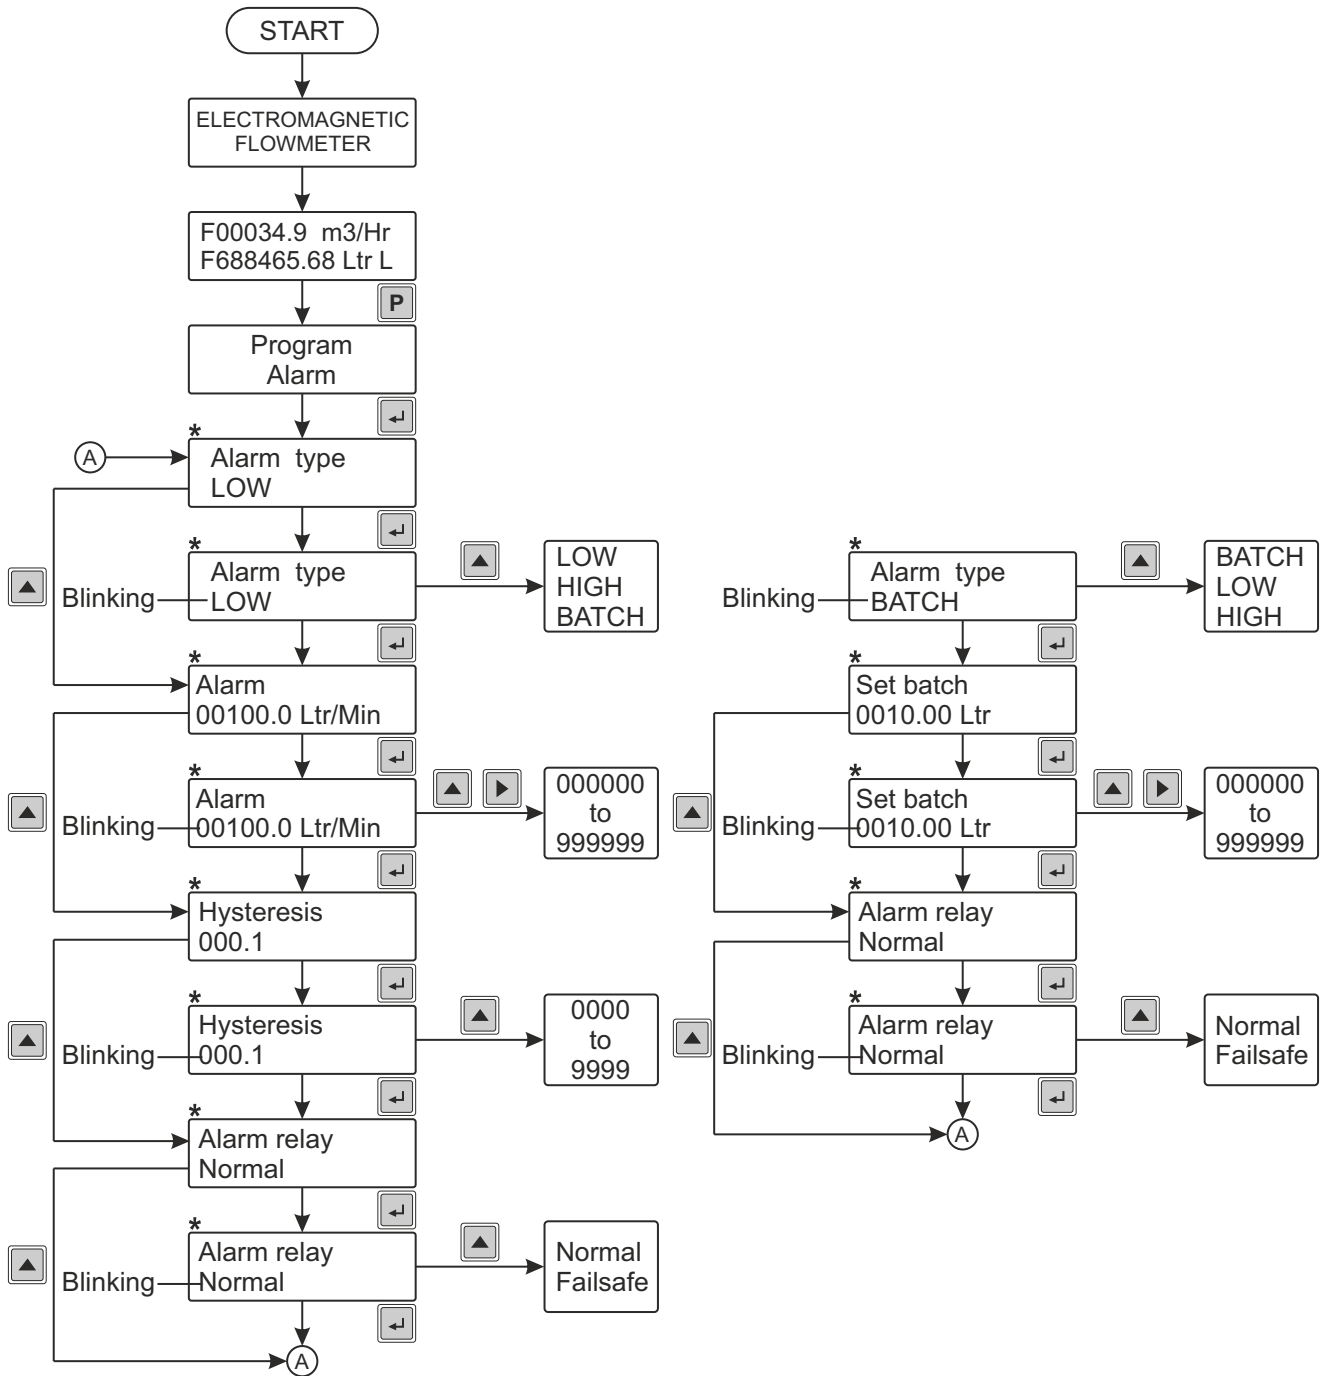 START
ELECTROMAGNETIC
FLOWMETER
F00034.9 m3/Hr
F688465.68 Ltr L
P
Program
Alarm
*
A
Alarm type
LOW
*
Alarm type
Blinking
LOW
LOW
HIGH
BATCH
*
Alarm
00100.0 Ltr/Min
*
Alarm
Blinking
00100.0 Ltr/Min
000000
to
999999
*
Hysteresis
000.1
*
Hysteresis
Blinking
000.1
0000
to
9999
*
Alarm relay
Normal
*
Alarm relay
Blinking
Normal
Normal
Failsafe
A
*
Alarm type
Blinking
BATCH
BATCH
LOW
HIGH
*
Set batch
0010.00 Ltr
*
Set batch
Blinking
0010.00 Ltr
000000
to
999999
*
Alarm relay
Normal
*
Alarm relay
Blinking
Normal
Normal
Failsafe
A